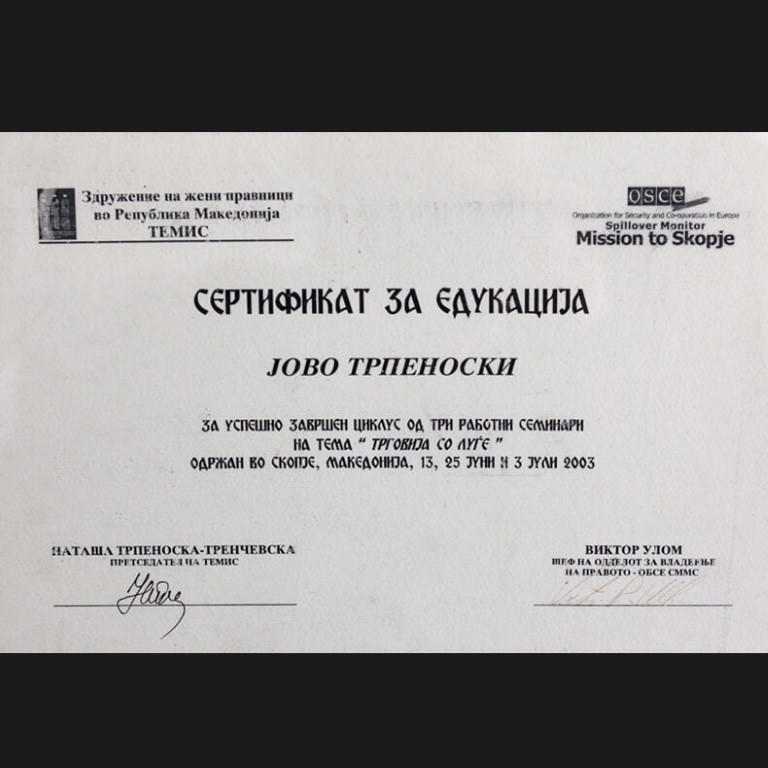 Здружение на жени правници
во Република Македонија
ТЕМИС
osce
Organization for Security and Co-operation in Europe
Spillover Monitor
Mission to Skopje
СЕРТИФИКАТ ЗА ЕДУКАЦИЈА
ЈОВО ТРПЕНОСКИ
ЗА УСПЕШНО ЗАВРШЕН ЦИКЛУС ОД ТРИ РАБОТНИ СЕМИНАРИ
НА ТЕМА “ ТРГОВИЈА СО ЛУЃЕ ”
ОДРЖАН ВО СКОПЈЕ, МАКЕДОНИЈА, 13, 25 ЈУНИ И 3 ЈУЛИ 2003
НАТАША ТРПЕНОСКА-ТРЕНЧЕВСКА
ПРЕТСЕДАТЕЛ НА ТЕМИС
ВИКТОР УЛОМ
ШЕФ НА ОДДЕЛОТ ЗА ВЛАДЕЕЊЕ
НА ПРАВОТО - ОБСЕ СММС